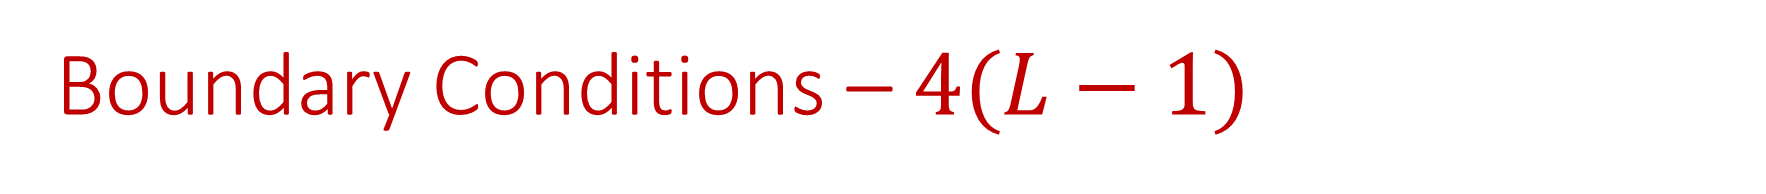 Boundary Conditions – 4(𝐿 − 1)